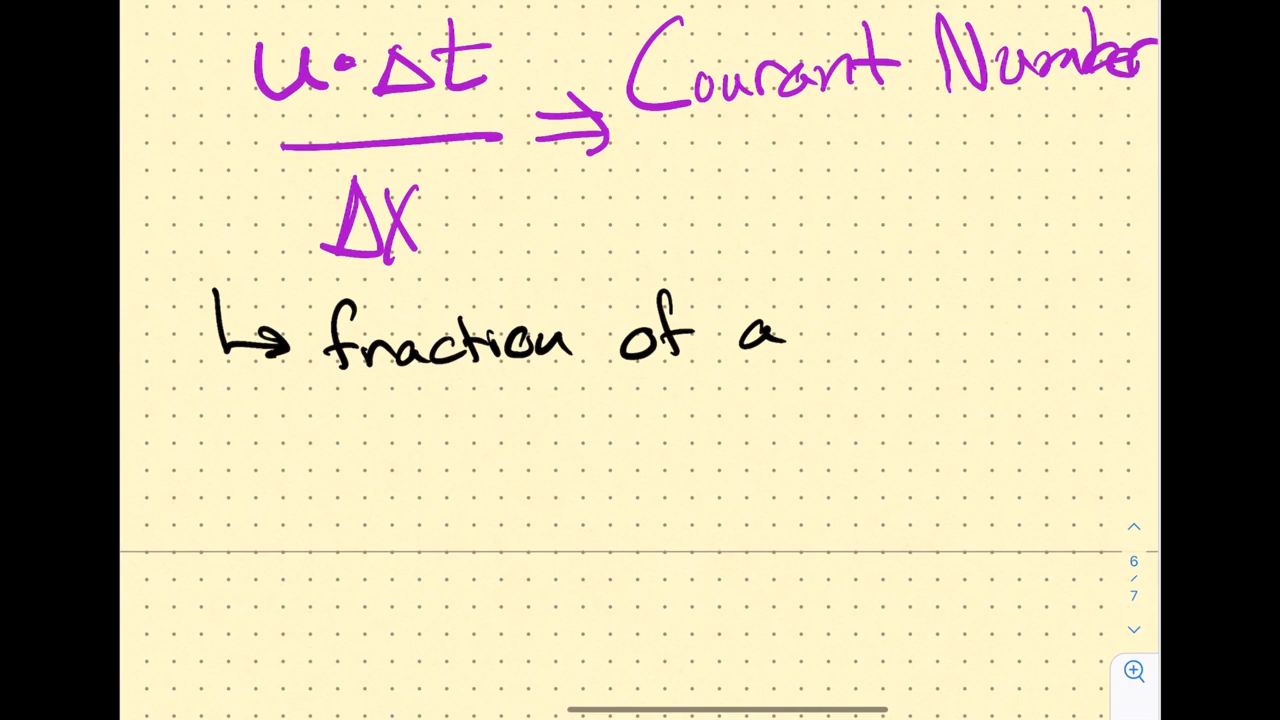 u·Δt
⇒ Courant Number
Δx
↳ fraction of a
6
/
7